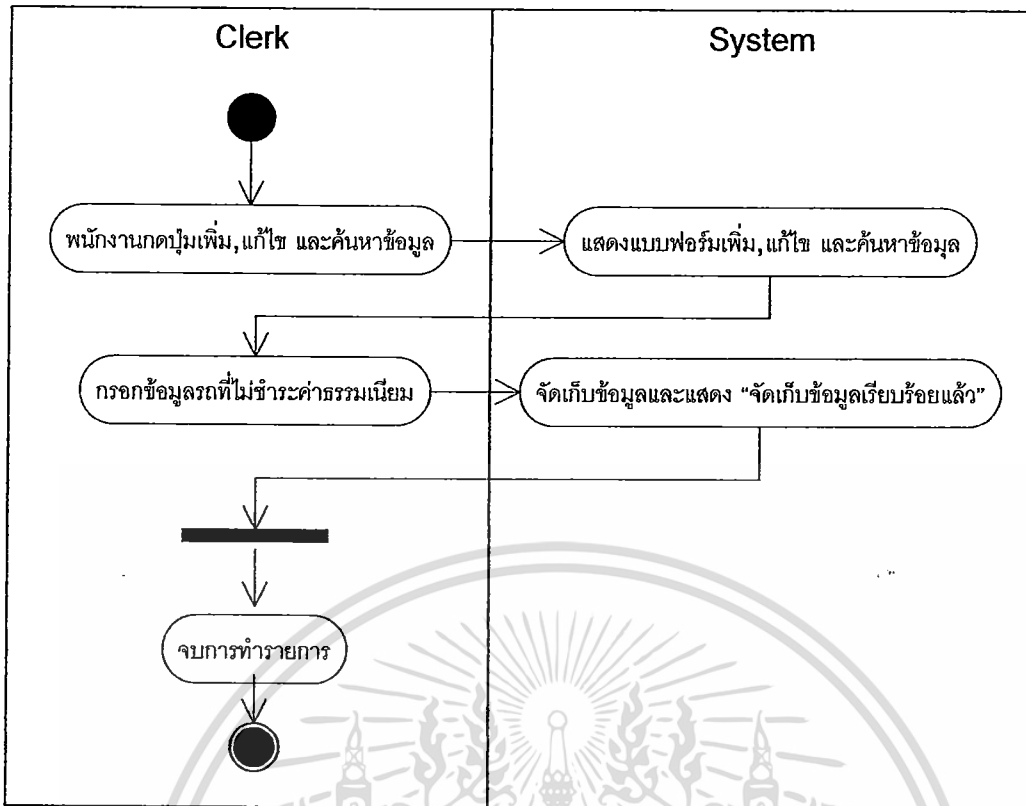 Clerk
System
พนักงานกดปุ่มเพิ่ม,แก้ไข และค้นหาข้อมูล
แสดงแบบฟอร์มเพิ่ม,แก้ไข และค้นหาข้อมุล
กรอกข้อมูลรถที่ไม่ชำระค่าธรรมเนียม
จัดเก็บข้อมูลและแสดง “จัดเก็บข้อมูลเรียบร้อยแล้ว”
จบการทำรายการ